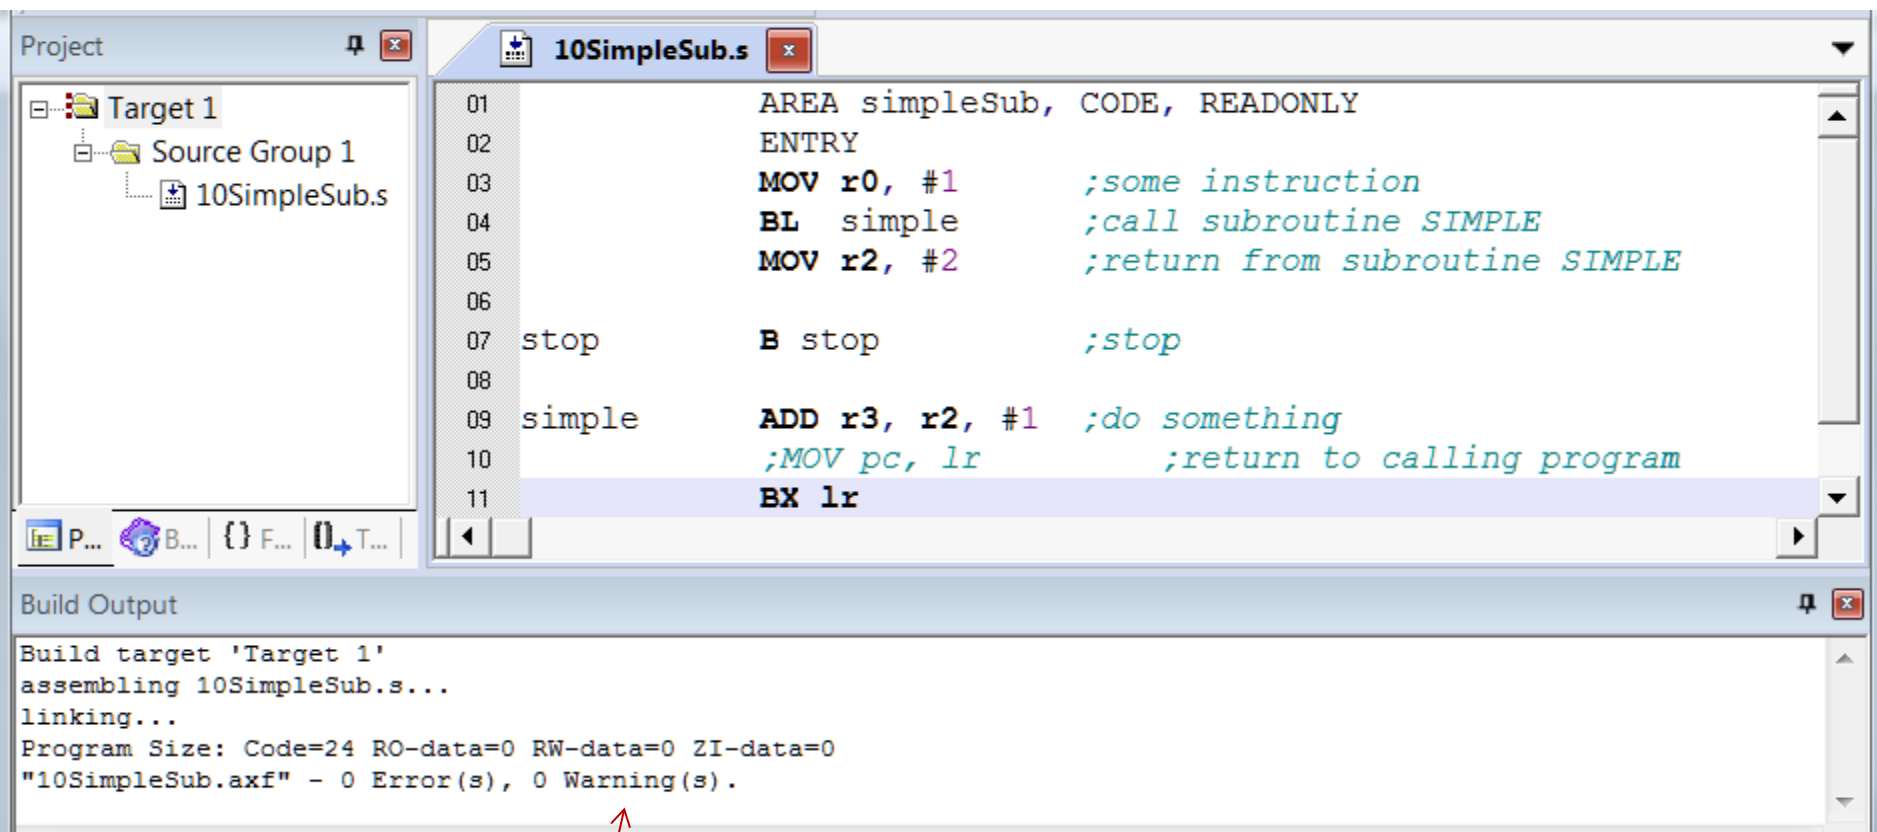 Project
10SimpleSub.s
Target 1
Source Group 1
10SimpleSub.s
P...
B...
{} F...
T...
01 AREA simpleSub, CODE, READONLY
02 ENTRY
03 MOV r0, #1 ;some instruction
04 BL simple ;call subroutine SIMPLE
05 MOV r2, #2 ;return from subroutine SIMPLE
06
07 stop B stop ;stop
08
09 simple ADD r3, r2, #1 ;do something
10 ;MOV pc, lr ;return to calling program
11 BX lr
Build Output
Build target 'Target 1'
assembling 10SimpleSub.s...
linking...
Program Size: Code=24 RO-data=0 RW-data=0 ZI-data=0
"10SimpleSub.axf" - 0 Error(s), 0 Warning(s).